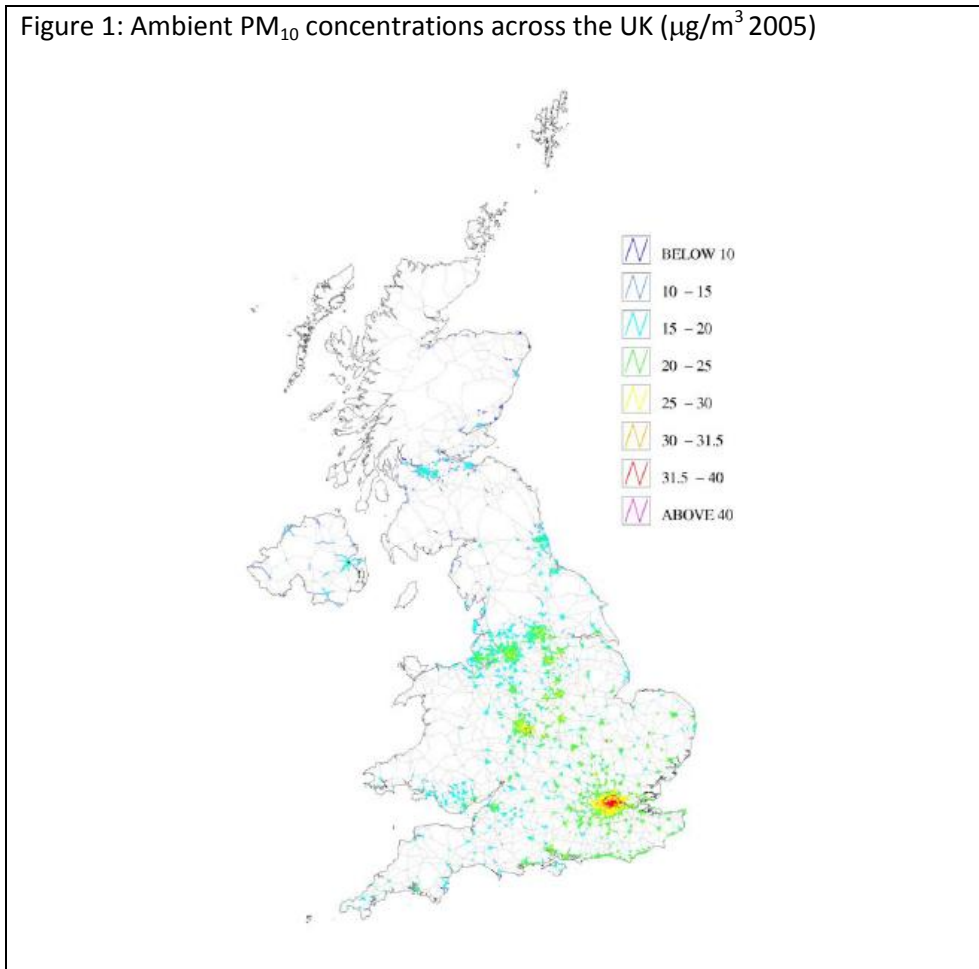 Figure 1: Ambient PM₁₀ concentrations across the UK (μg/m³ 2005)
BELOW 10
10 – 15
15 – 20
20 – 25
25 – 30
30 – 31.5
31.5 – 40
ABOVE 40